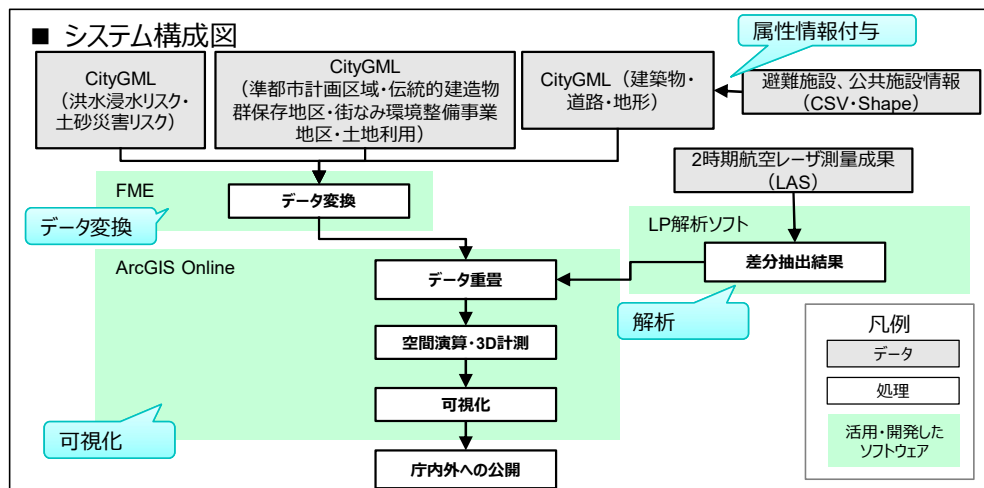 ■ システム構成図
属性情報付与
CityGML
（洪水浸水リスク・
土砂災害リスク）
CityGML
（準都市計画区域・伝統的建造物
群保存地区・街なみ環境整備事業
地区・土地利用）
CityGML（建築物・
道路・地形）
避難施設、公共施設情報
（CSV・Shape）
2時期航空レーザ測量成果
（LAS）
FME
データ変換
データ変換
LP解析ソフト
差分抽出結果
解析
ArcGIS Online
データ重畳
空間演算・3D計測
可視化
可視化
庁内外への公開
凡例
データ
処理
活用・開発した
ソフトウェア